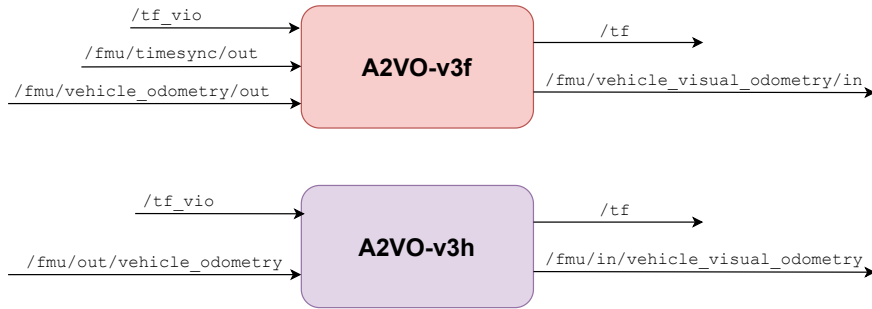 /tf_vio
/fmu/timesync/out
/fmu/vehicle_odometry/out
A2VO-v3f
/tf
/fmu/vehicle_visual_odometry/in
/tf_vio
/fmu/out/vehicle_odometry
A2VO-v3h
/tf
/fmu/in/vehicle_visual_odometry